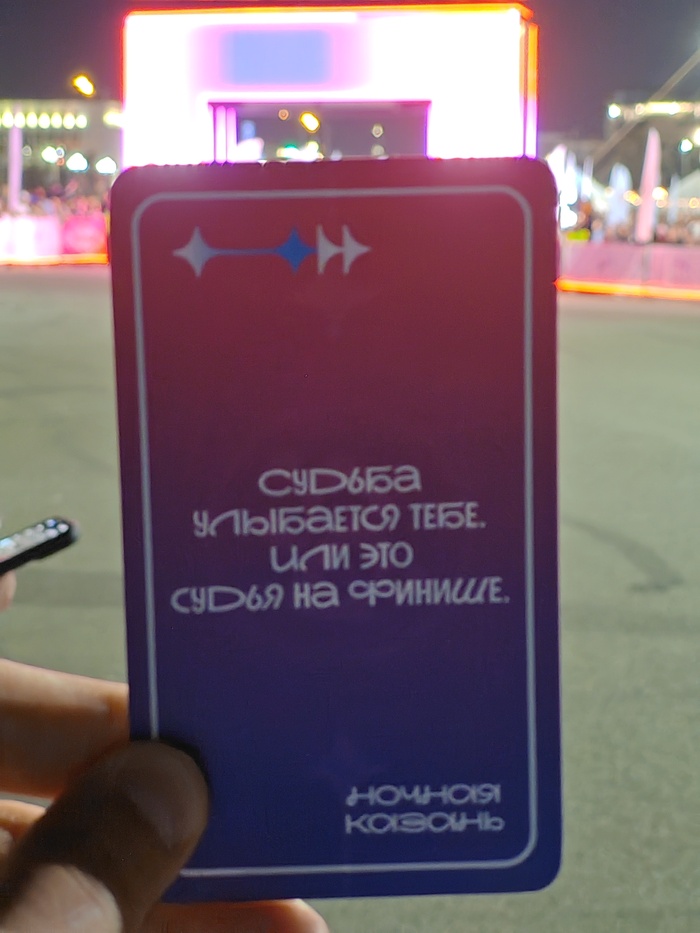 СУДЬБА
УЛЫБАЕТСЯ ТЕБЕ.
ИЛИ ЭТО
СУДЬЯ НА ФИНИШЕ.
НОЧНАЯ
КАЗАНЬ